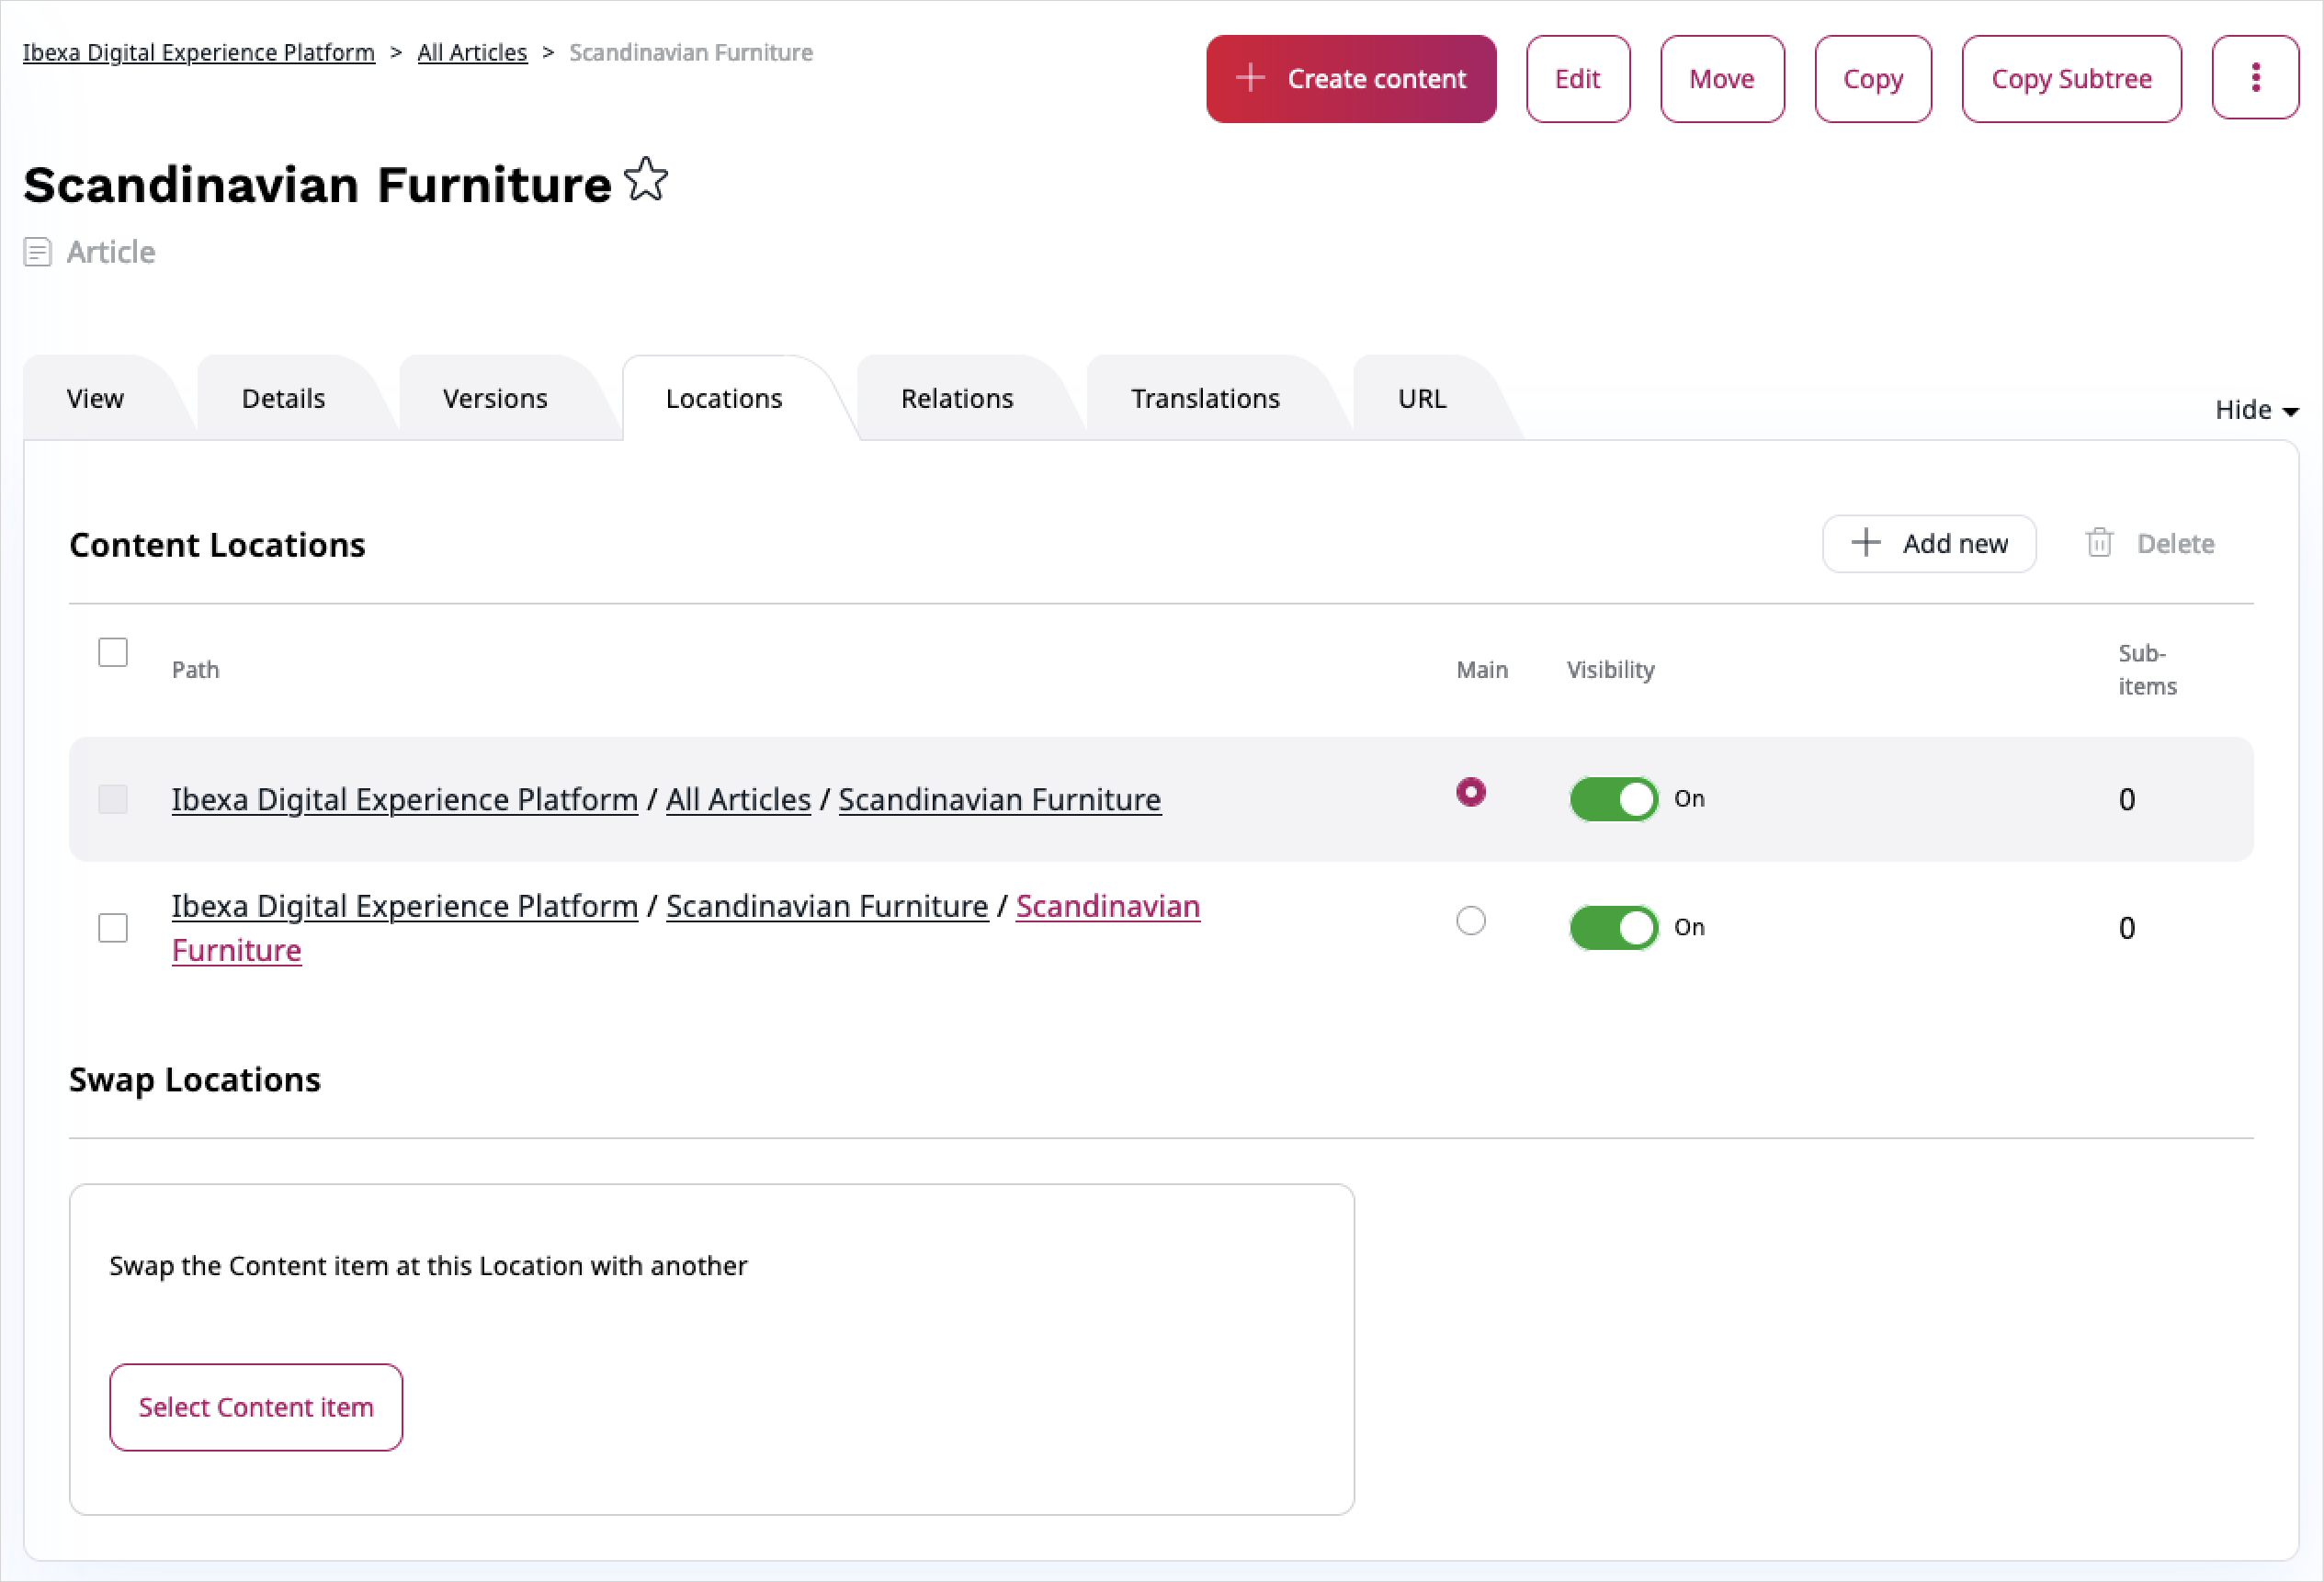 Ibexa Digital Experience Platform > All Articles > Scandinavian Furniture
Create content
Edit
Move
Copy
Copy Subtree
Scandinavian Furniture
Article
View
Details
Versions
Locations
Relations
Translations
URL
Hide
Content Locations
Add new
Delete
Path
Main
Visibility
Sub-
items
Ibexa Digital Experience Platform / All Articles / Scandinavian Furniture
On
0
Ibexa Digital Experience Platform / Scandinavian Furniture / Scandinavian
Furniture
On
0
Swap Locations
Swap the Content item at this Location with another
Select Content item